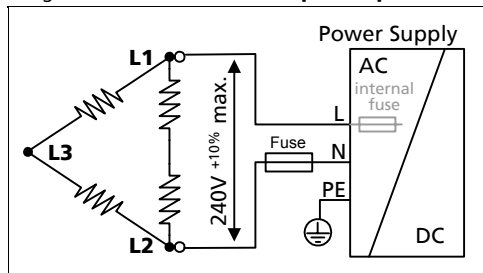 Power Supply
L1
AC
internal
fuse
L
240V +10% max.
Fuse
N
L3
PE
L2
DC